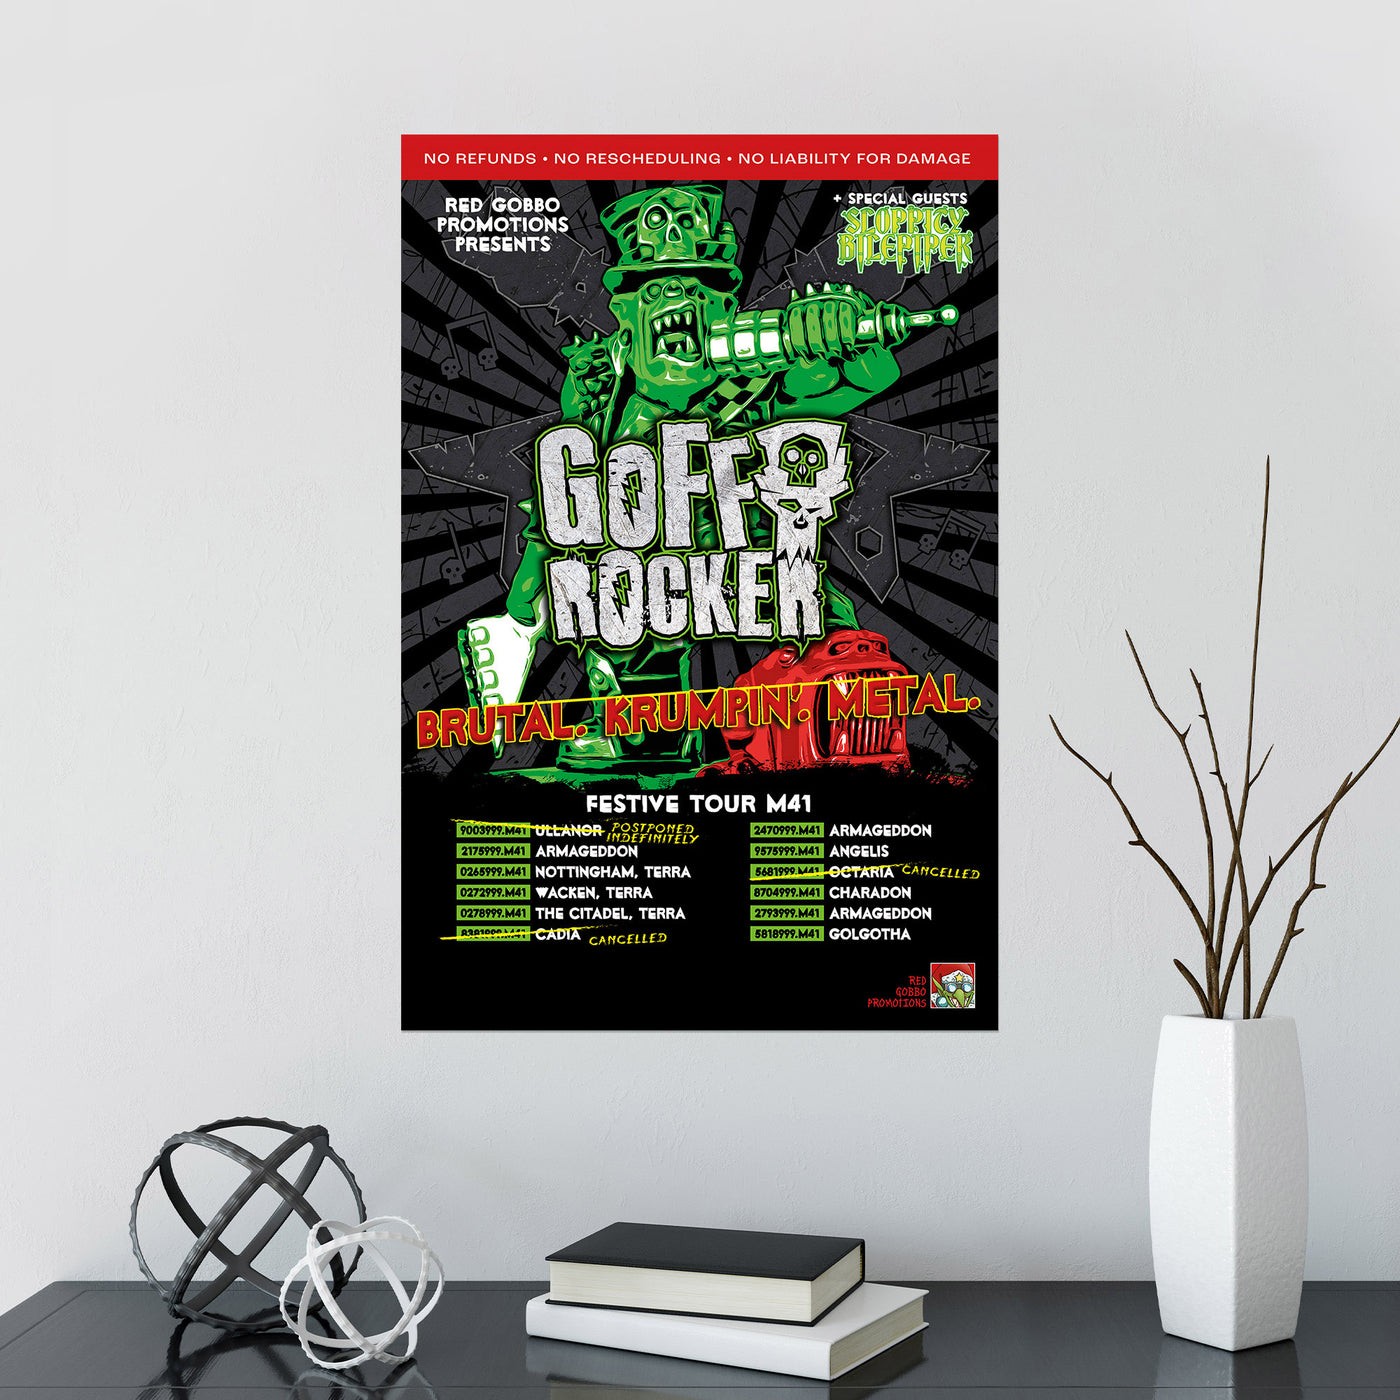 NO REFUNDS • NO RESCHEDULING • NO LIABILITY FOR DAMAGE
RED GOBBO
PROMOTIONS
PRESENTS
+ SPECIAL GUESTS
SLOPPITY
BILEPIPER
GOFF
ROCKER
BRUTAL. KRUMPIN'. METAL.
FESTIVE TOUR M41
9003999.M41 ULLANOR POSTPONED
INDEFINITELY
2175999.M41 ARMAGEDDON
0265999.M41 NOTTINGHAM, TERRA
0272999.M41 WACKEN, TERRA
0278999.M41 THE CITADEL, TERRA
8381999.M41 CADIA CANCELLED
2470999.M41 ARMAGEDDON
9575999.M41 ANGELIS
5681999.M41 OCTARIA CANCELLED
8704999.M41 CHARADON
2793999.M41 ARMAGEDDON
5818999.M41 GOLGOTHA
RED
GOBBO
PROMOTIONS